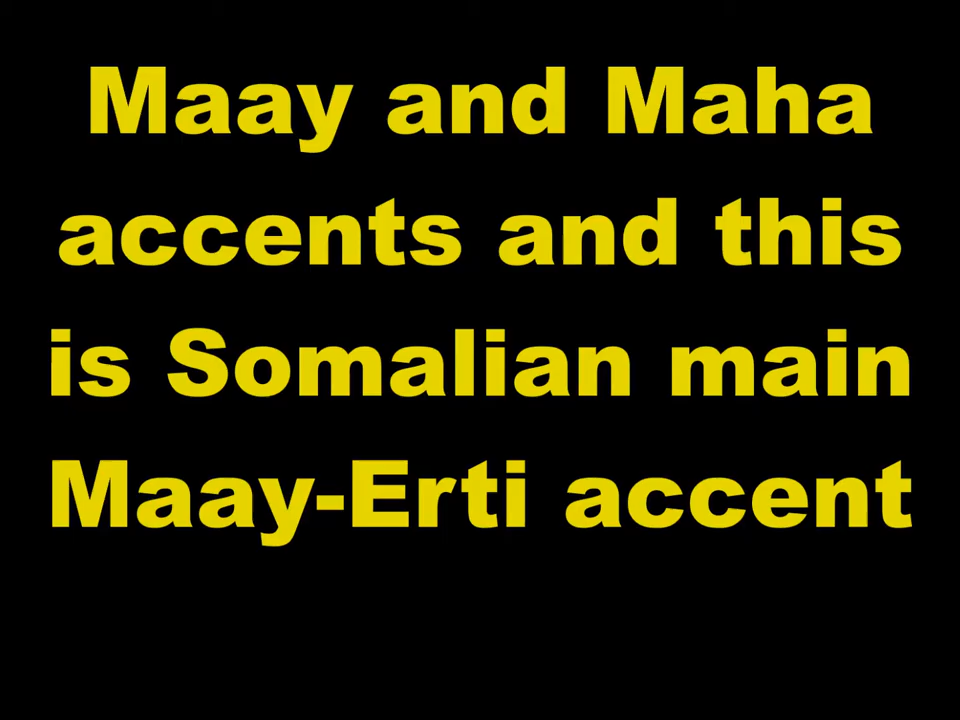 Maay and Maha
accents and this
is Somalian main
Maay-Erti accent